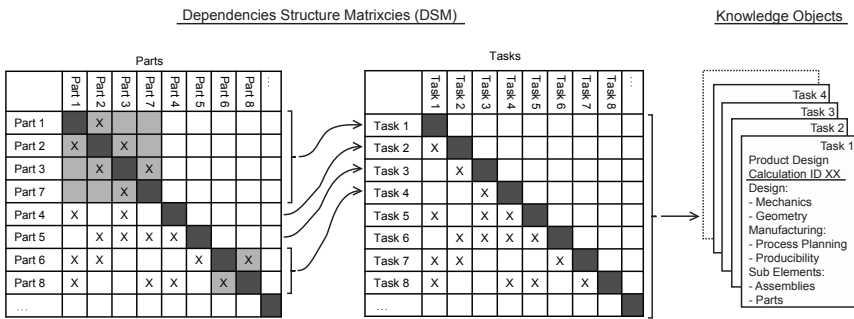 Dependencies Structure Matrixcies (DSM)
Knowledge Objects
Parts
Part 1 Part 2 Part 3 Part 7 Part 4 Part 5 Part 6 Part 8 ...
Part 1 X
Part 2 X X
Part 3 X X
Part 7 X
Part 4 X X
Part 5 X X X X
Part 6 X X X X
Part 8 X X X X
...
Tasks
Task 1 Task 2 Task 3 Task 4 Task 5 Task 6 Task 7 Task 8 ...
Task 1
Task 2 X
Task 3 X
Task 4 X
Task 5 X X X
Task 6 X X X X
Task 7 X X X
Task 8 X X X X
...
Task 4
Task 3
Task 2
Task 1
Product Design
Calculation ID XX
Design:
- Mechanics
- Geometry
Manufacturing:
- Process Planning
- Producibility
Sub Elements:
- Assemblies
- Parts